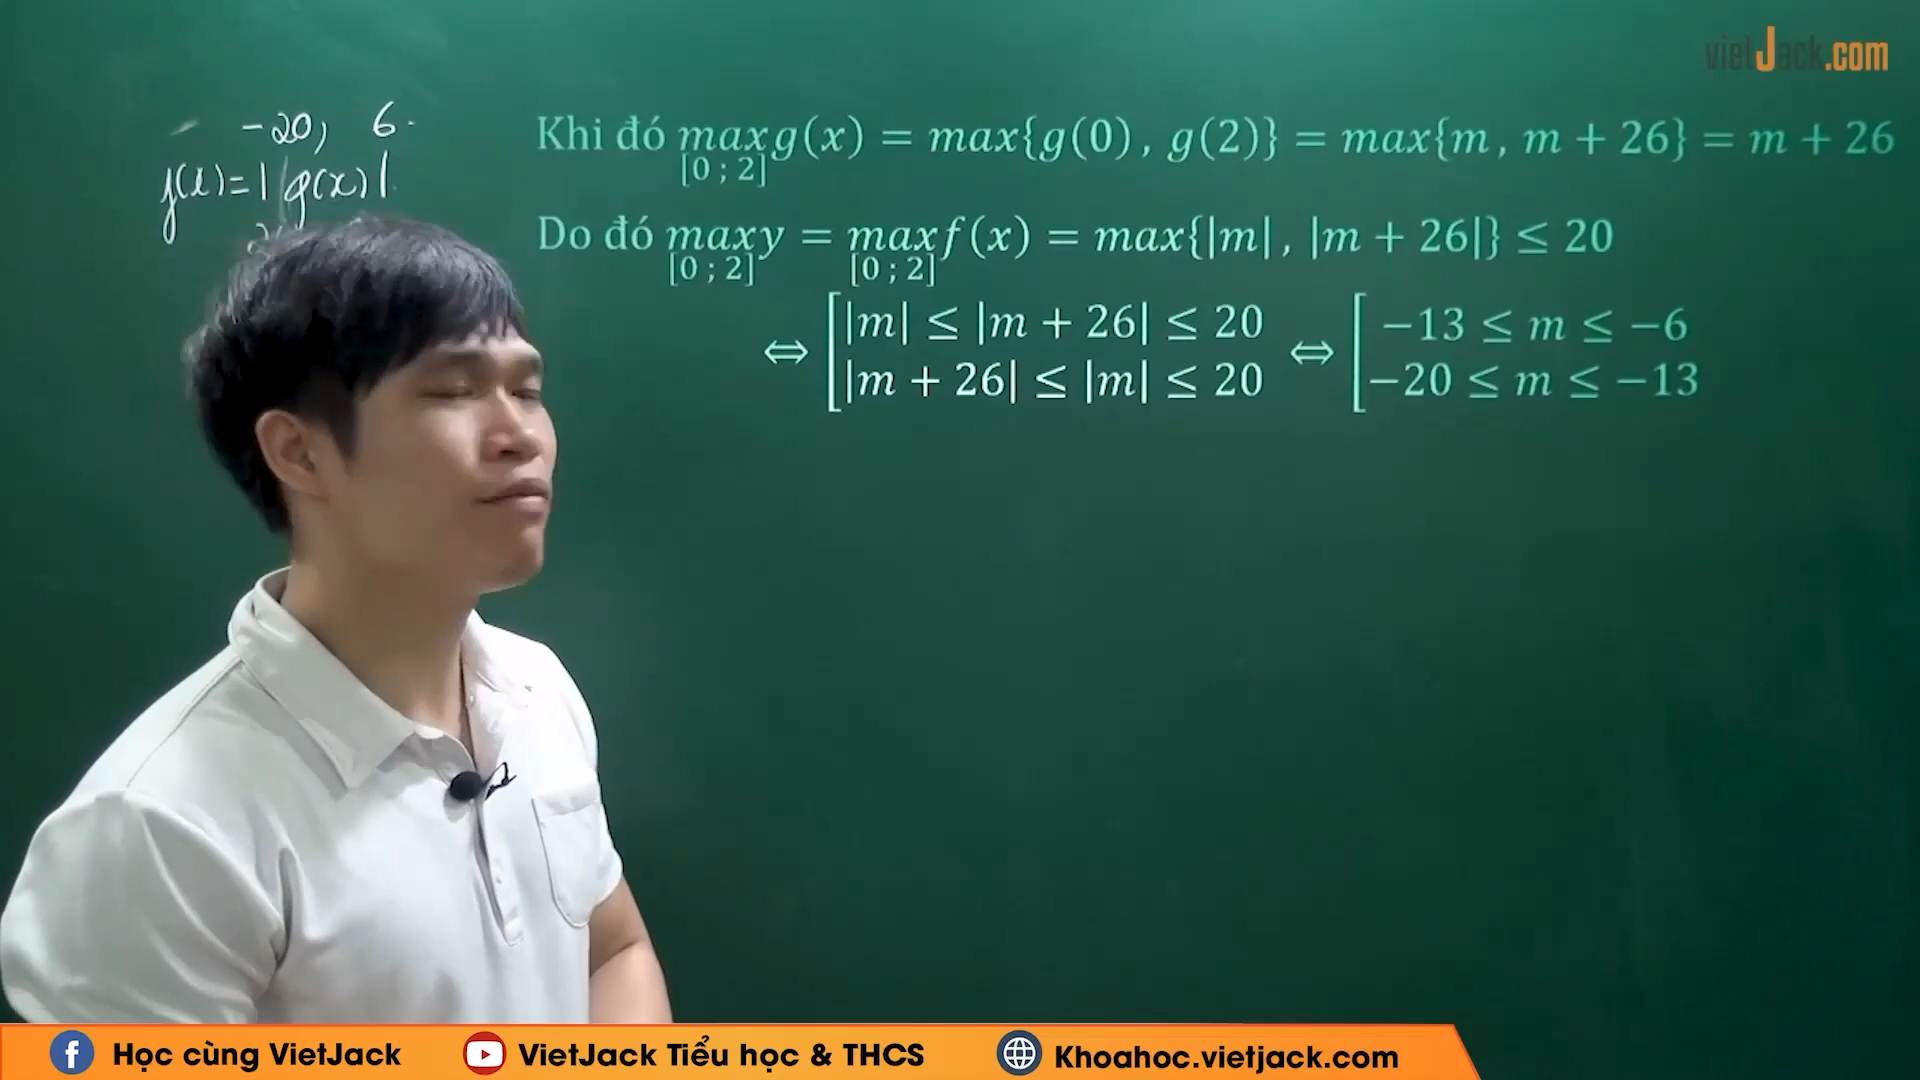 vietJack.com
-20, 6.
f(x)=|g(x)|
Khi đó max g(x) = max{g(0), g(2)} = max{m, m + 26} = m + 26
[0 ; 2]
Do đó max y = max f(x) = max{|m|, |m + 26|} ≤ 20
[0 ; 2] [0 ; 2]
⇔ [ |m| ≤ |m + 26| ≤ 20 ⇔ [ −13 ≤ m ≤ −6
|m + 26| ≤ |m| ≤ 20 −20 ≤ m ≤ −13
Học cùng VietJack VietJack Tiểu học & THCS Khoahoc.vietjack.com